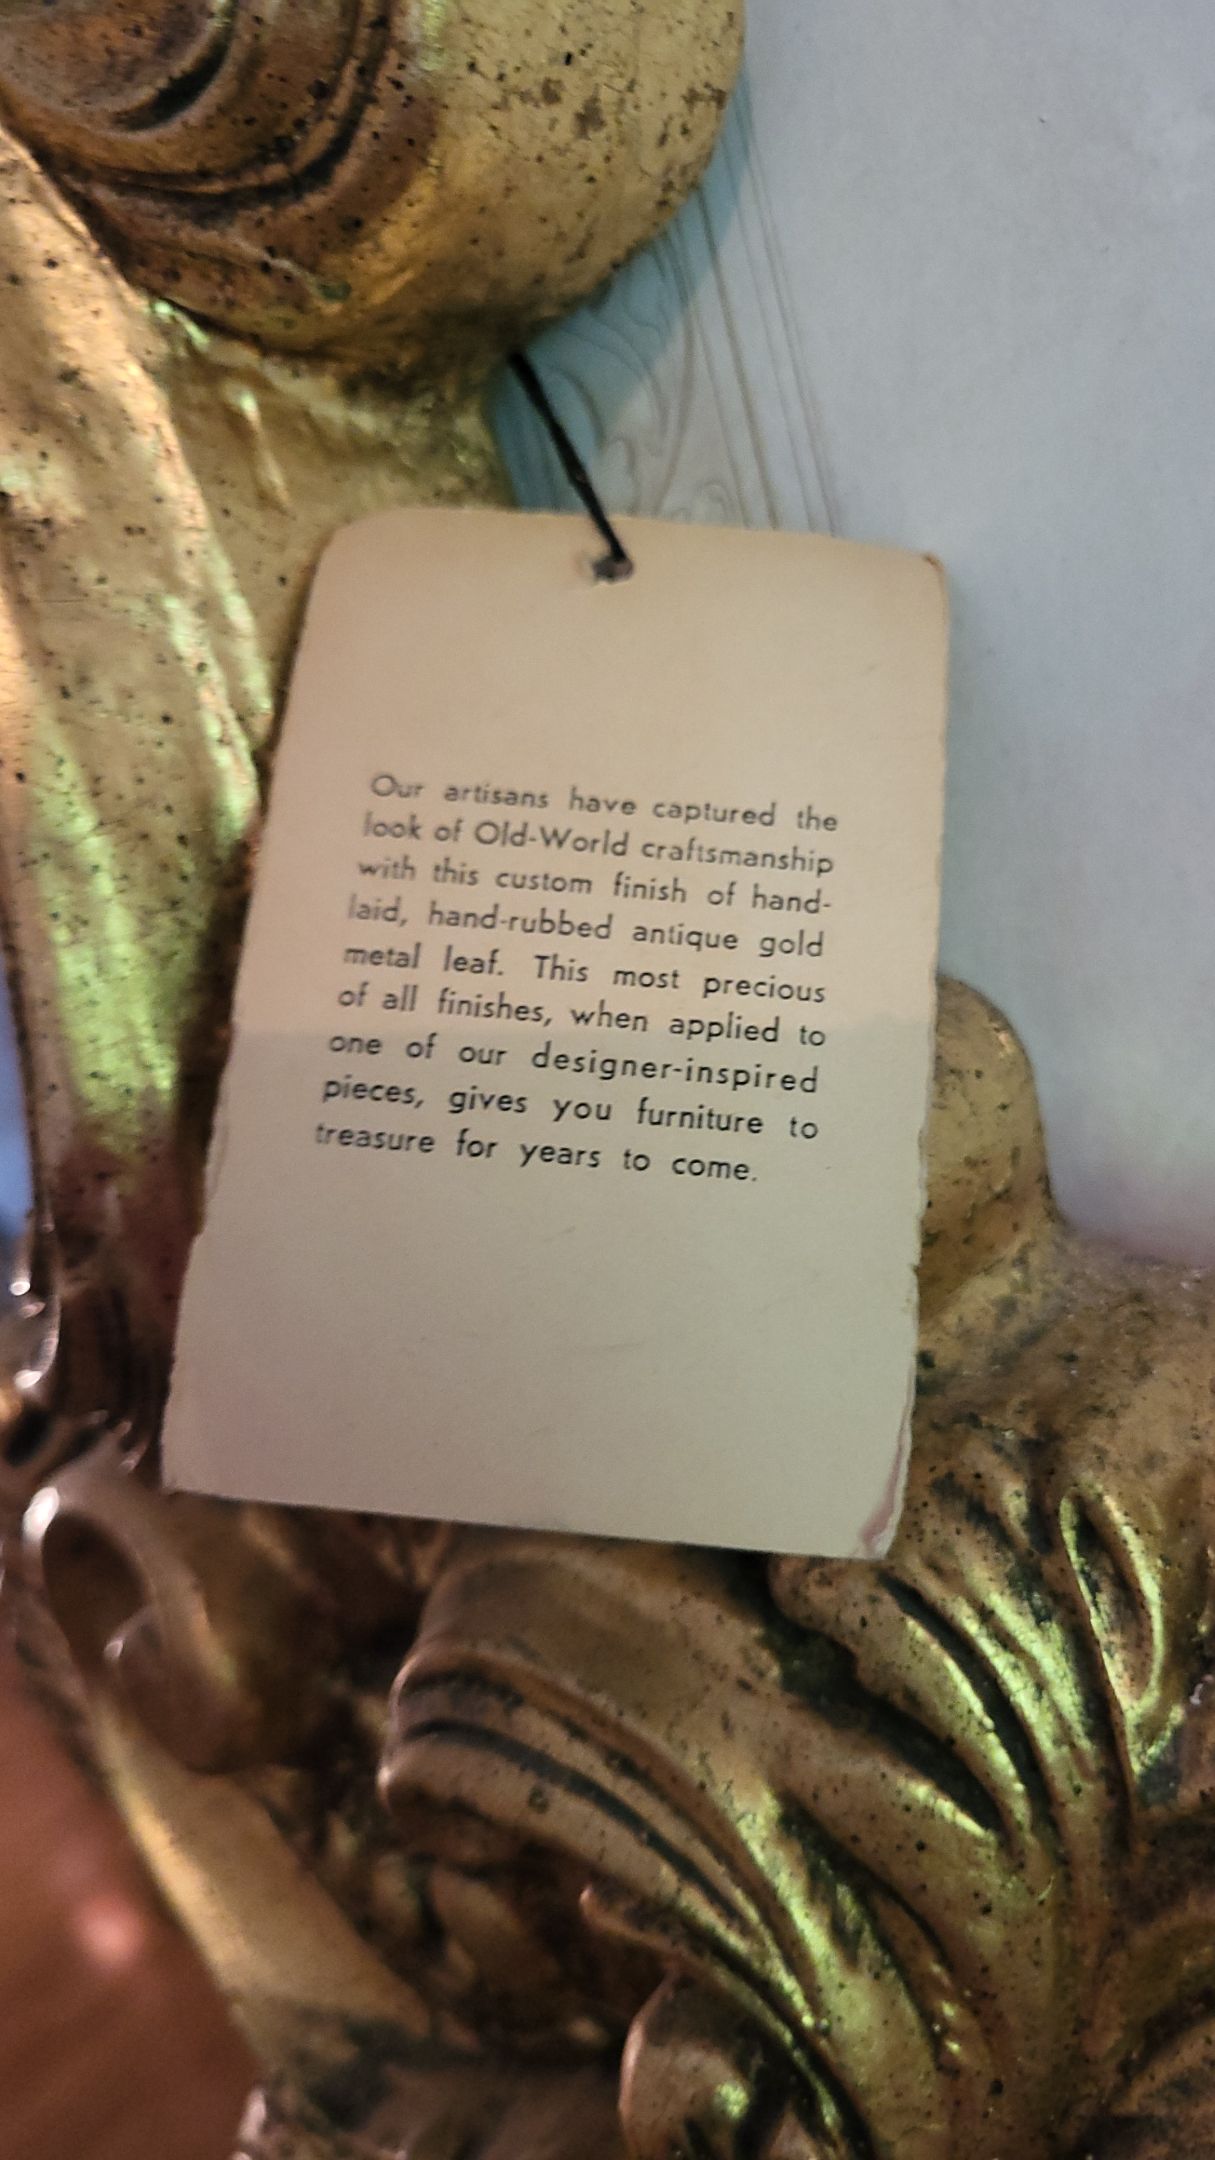 Our artisans have captured the
look of Old-World craftsmanship
with this custom finish of hand-
laid, hand-rubbed antique gold
metal leaf. This most precious
of all finishes, when applied to
one of our designer-inspired
pieces, gives you furniture to
treasure for years to come.